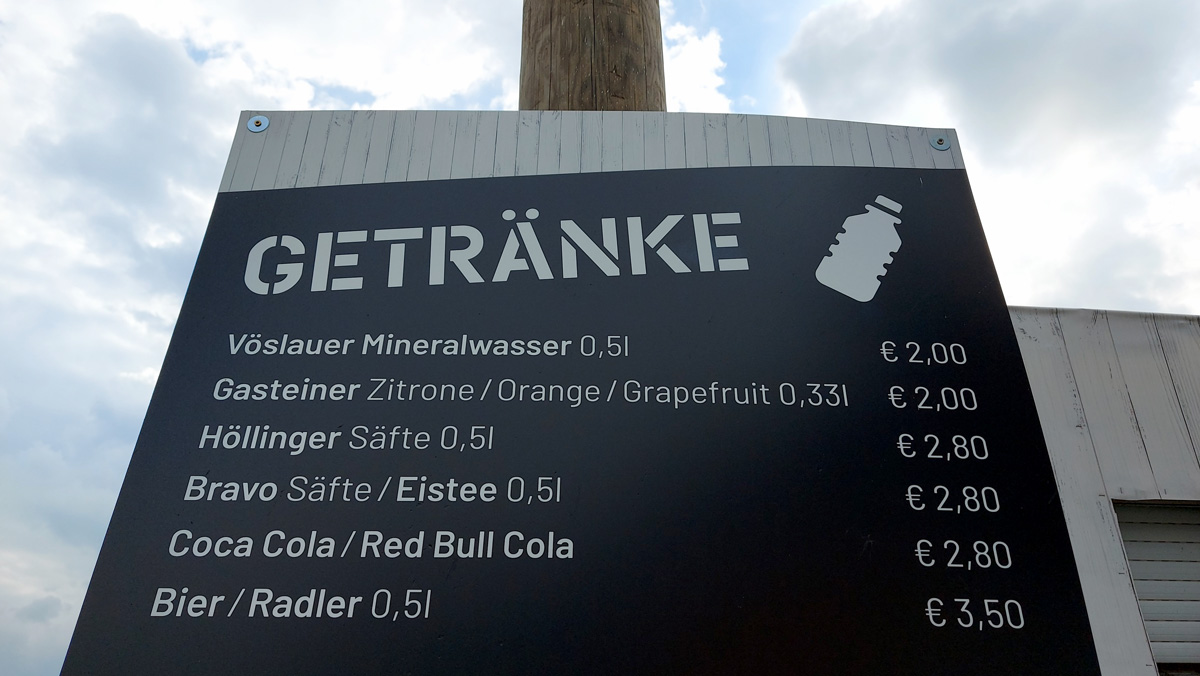 GETRÄNKE
Vöslauer Mineralwasser 0,5l € 2,00
Gasteiner Zitrone / Orange / Grapefruit 0,33l € 2,00
Höllinger Säfte 0,5l € 2,80
Bravo Säfte / Eistee 0,5l € 2,80
Coca Cola / Red Bull Cola € 2,80
Bier / Radler 0,5l € 3,50